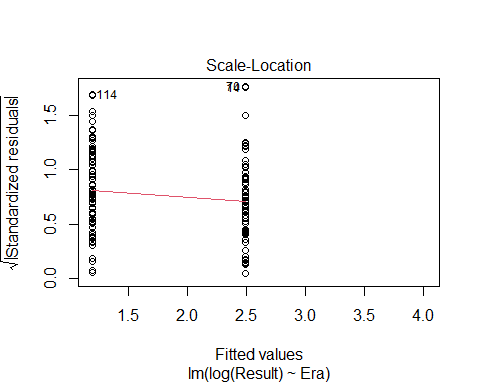 Scale-Location
√|Standardized residuals|
0.0 0.5 1.0 1.5
114
1.5 2.0 2.5 3.0 3.5 4.0
Fitted values
lm(log(Result) ~ Era)